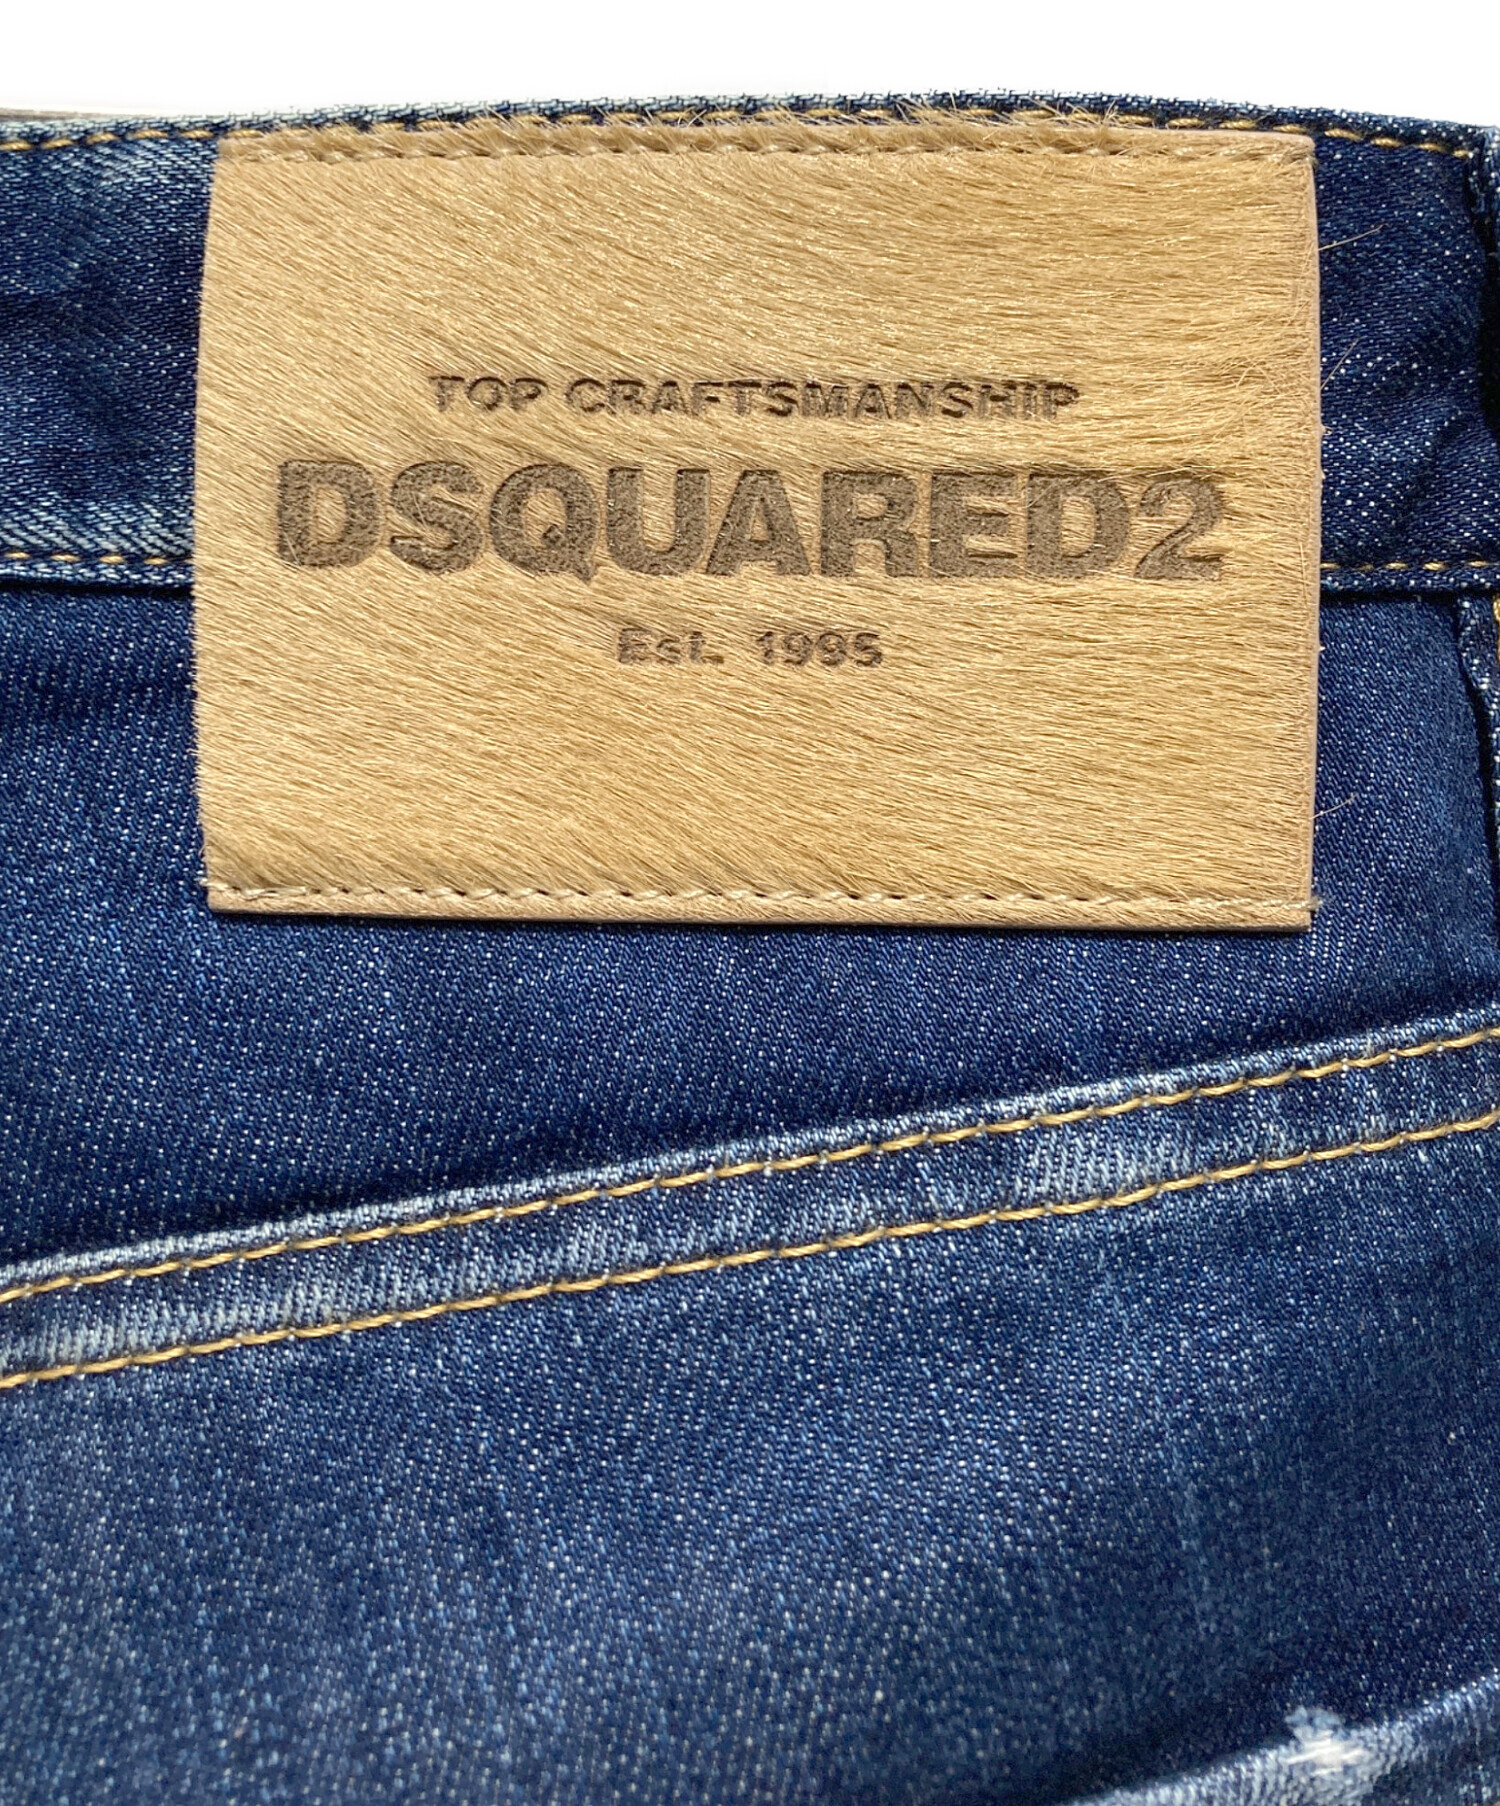 TOP CRAFTSMANSHIP
DSQUARED2
Est. 1995